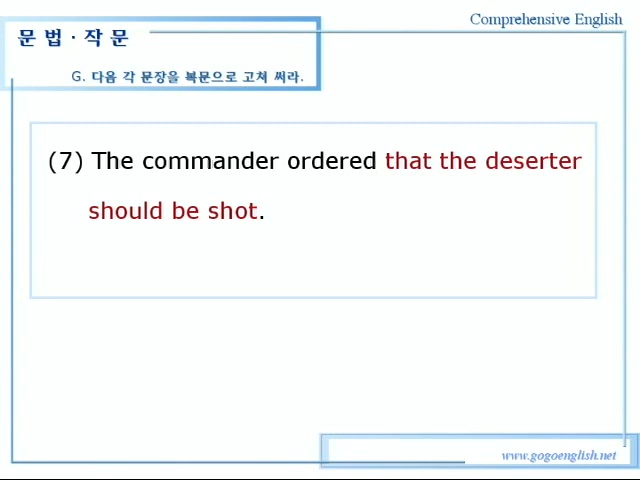 Comprehensive English
문 법 · 작 문
G. 다음 각 문장을 복문으로 고쳐 써라.
(7) The commander ordered that the deserter
should be shot.
www.gogoenglish.net